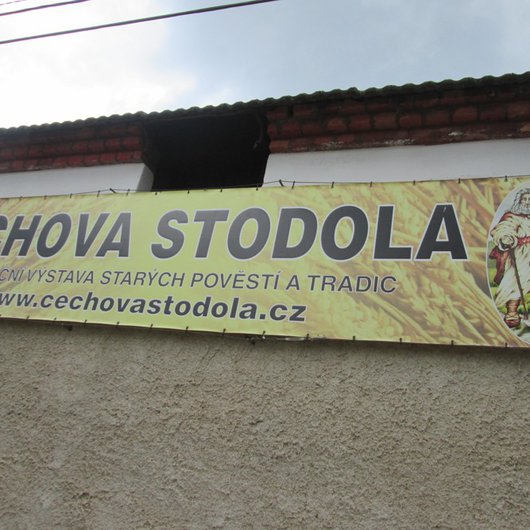 CHOVA STODOLA
ČNÍ VÝSTAVA STARÝCH POVĚSTÍ A TRADIC
www.cechovastodola.cz